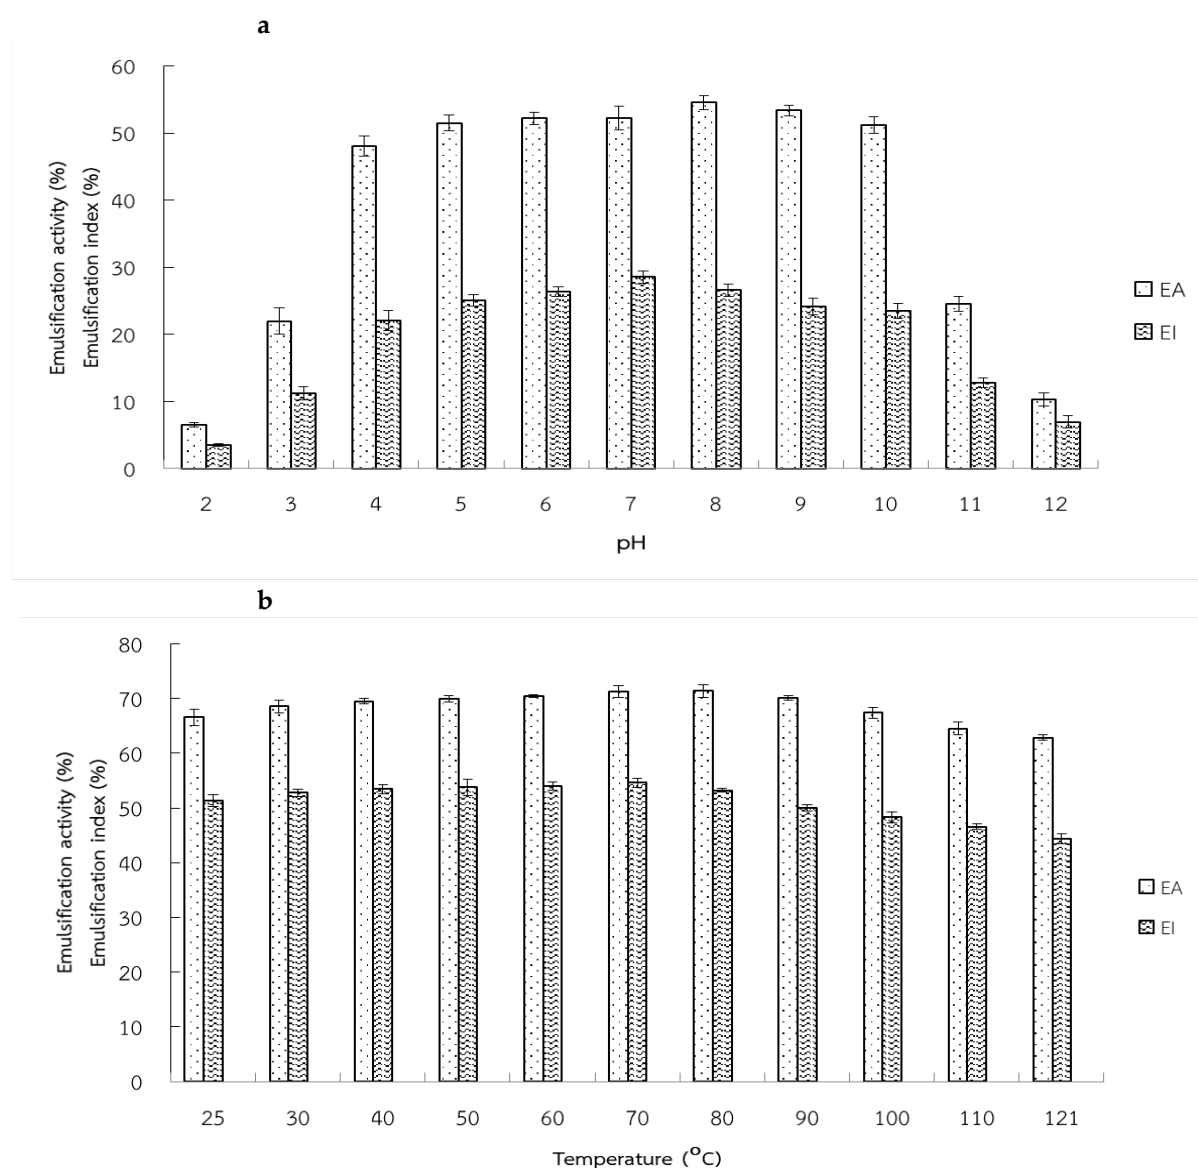 a
60
50
40
30
20
10
0
Emulsification activity (%)
Emulsification index (%)
2 3 4 5 6 7 8 9 10 11 12
pH
EA
EI
b
80
70
60
50
40
30
20
10
0
Emulsification activity (%)
Emulsification index (%)
25 30 40 50 60 70 80 90 100 110 121
Temperature (°C)
EA
EI